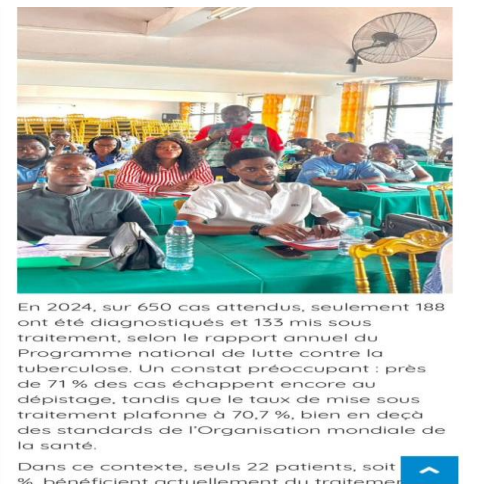 En 2024, sur 650 cas attendus, seulement 188
ont été diagnostiqués et 133 mis sous
traitement, selon le rapport annuel du
Programme national de lutte contre la
tuberculose. Un constat préoccupant : près
de 71 % des cas échappent encore au
dépistage, tandis que le taux de mise sous
traitement plafonne à 70,7 %, bien en deçà
des standards de l'Organisation mondiale de
la santé.
Dans ce contexte, seuls 22 patients, soit
%, bénéficient actuellement du